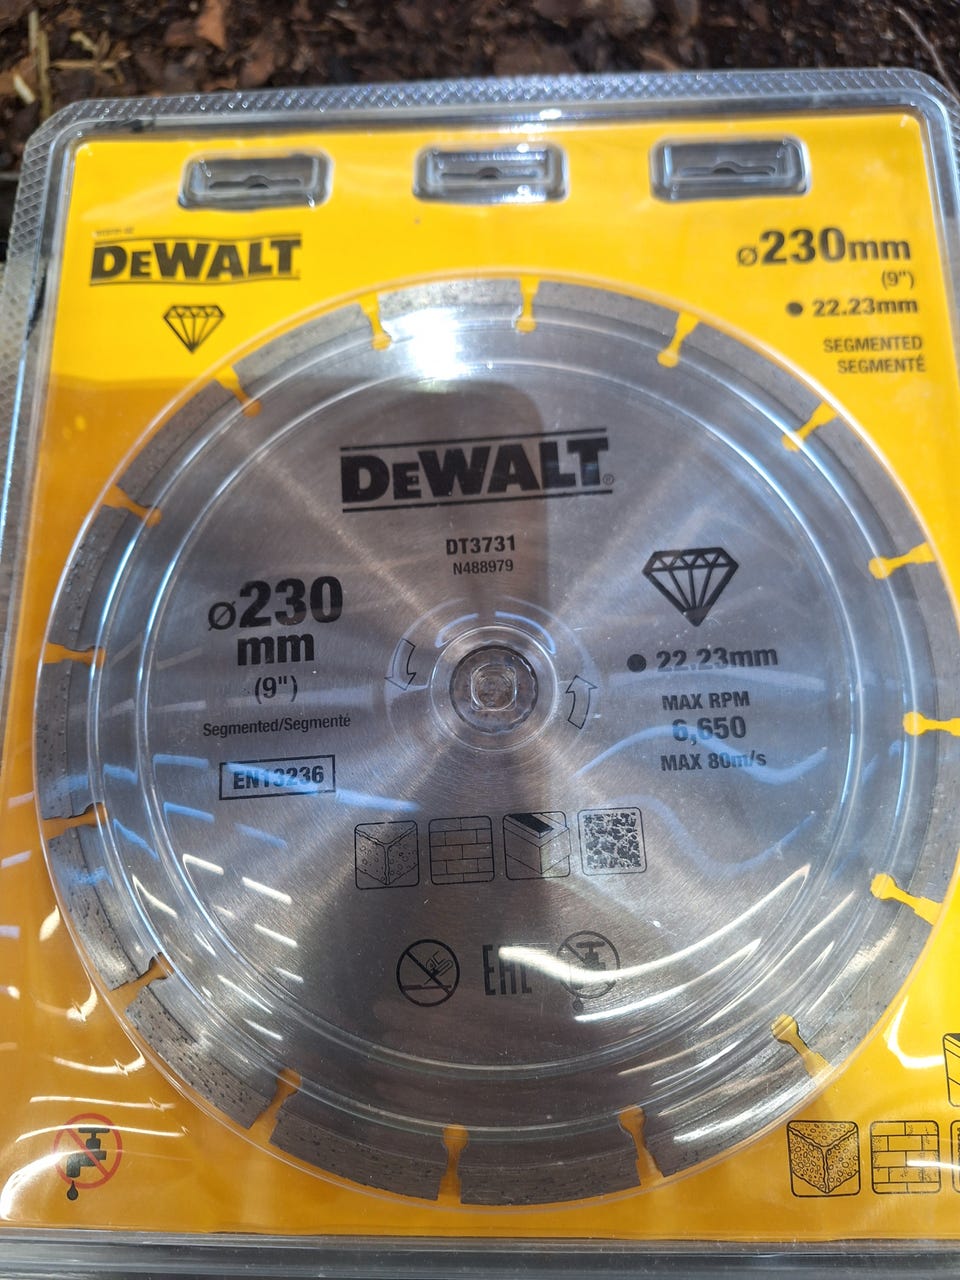 DEWALT
ø230mm
(9")
● 22.23mm
SEGMENTED
SEGMENTÉ
DEWALT®
DT3731
N488979
ø230
mm
(9")
Segmented/Segmenté
EN13236
● 22.23mm
MAX RPM
6,650
MAX 80m/s
EAC